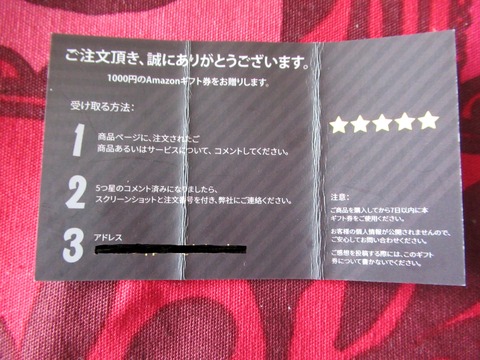 ご注文頂き、誠にありがとうございます。
1000円のAmazonギフト券をお贈りします。
受け取る方法:
1
商品ページに、注文されたご
商品あるいはサービスについて、コメントしてください。
2
5つ星のコメント済みになりましたら、
スクリーンショットと注文番号を付き、弊社にご連絡ください。
3
アドレス
注意:
ご商品を購入してから7日以内に本
ギフト券をご使用ください。
お客様の個人情報が公開されませんので、
ご安心してお問い合わせください。
ご感想を投稿する際には、このギフト
券について書かないでください。